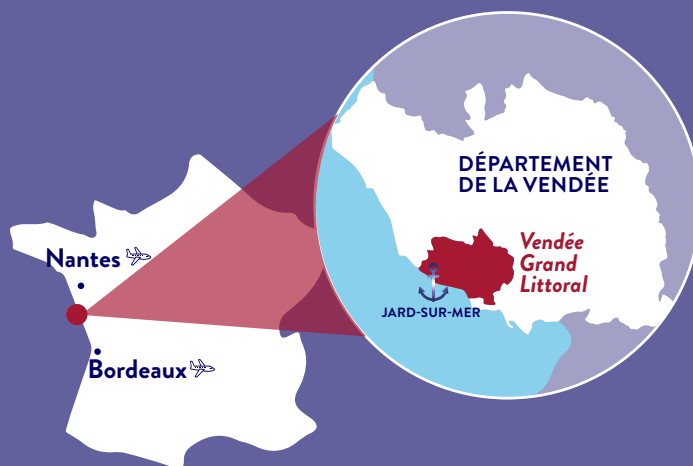 Nantes
Bordeaux
DÉPARTEMENT
DE LA VENDÉE
Vendée
Grand
Littoral
JARD-SUR-MER